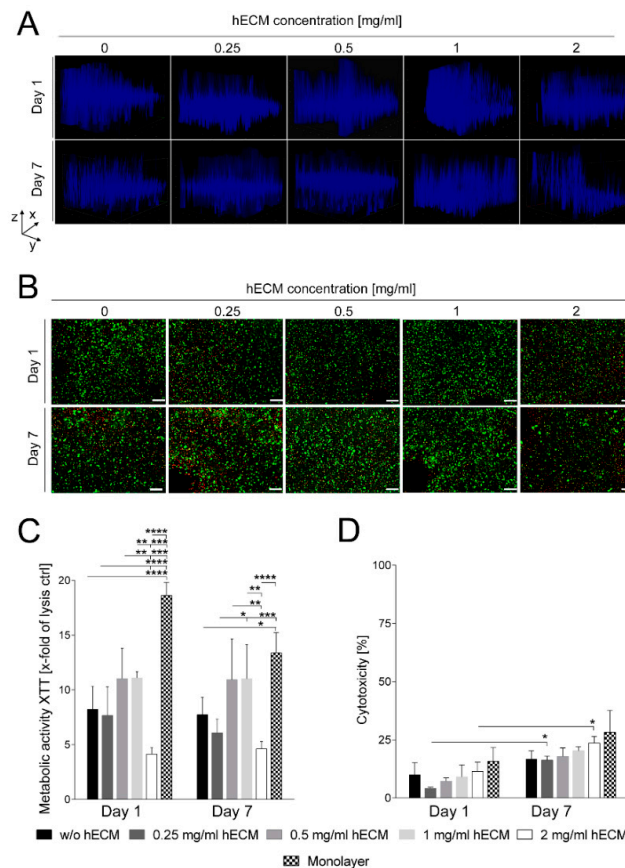 A
hECM concentration [mg/ml]
0 0.25 0.5 1 2
Day 1
Day 7
z x
y
B
hECM concentration [mg/ml]
0 0.25 0.5 1 2
Day 1
Day 7
C
D
****
** ***
** ***
****
****
****
**
**
* ***
*
Metabolic activity XTT [x-fold of lysis ctrl]
20
15
10
5
0
Day 1 Day 7
Cytotoxicity [%]
100
75
50
25
0
*
*
Day 1 Day 7
w/o hECM 0.25 mg/ml hECM 0.5 mg/ml hECM 1 mg/ml hECM 2 mg/ml hECM
Monolayer